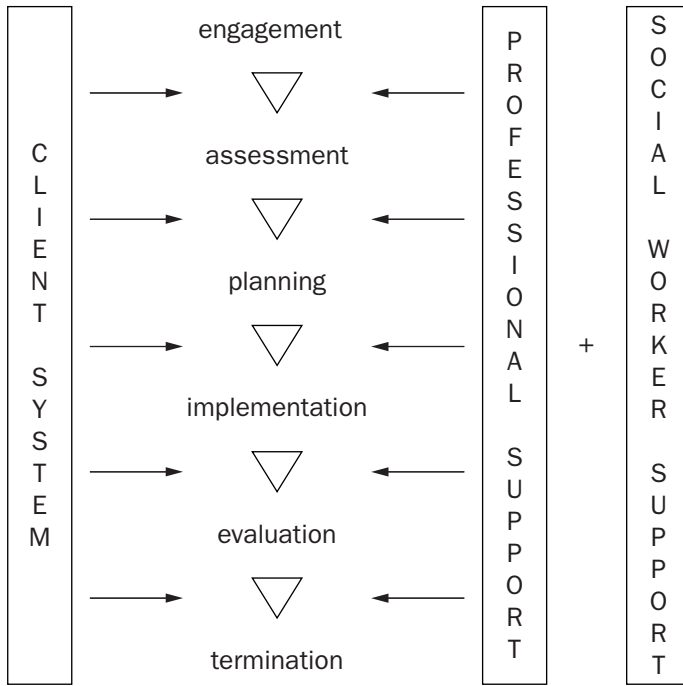 CLIENT SYSTEM
engagement
assessment
planning
implementation
evaluation
termination
PROFESSIONAL SUPPORT
+
SOCIAL WORKER SUPPORT